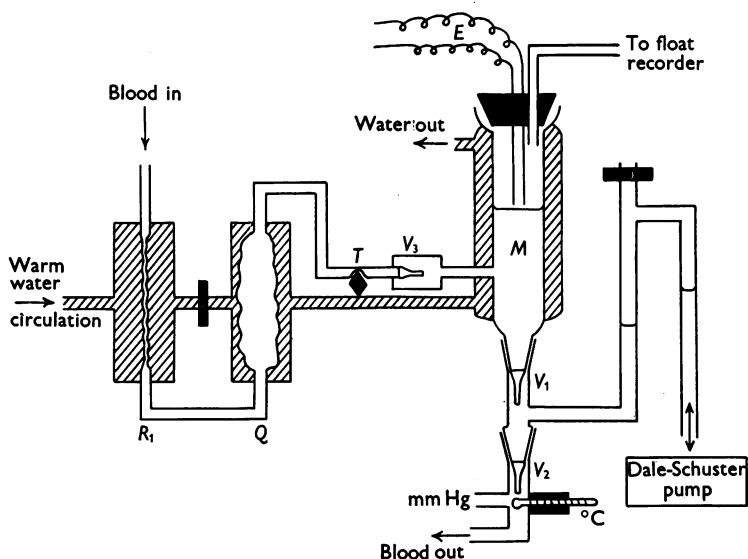 E
To float
recorder
Blood in
Water out
T
V3
M
Warm
water
circulation
R1
Q
V1
V2
mm Hg
°C
Dale-Schuster
pump
Blood out